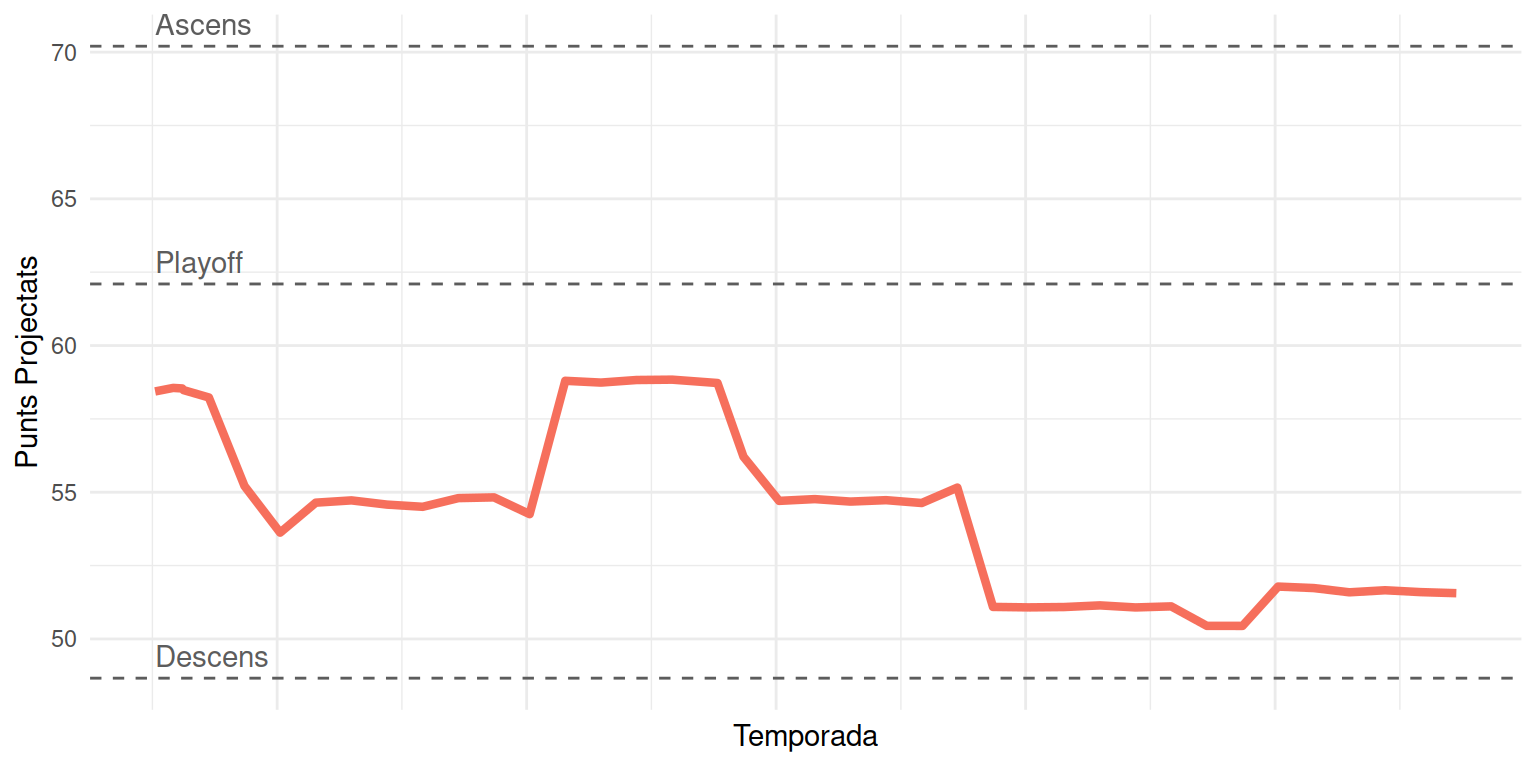 Ascens
70
65
Playoff
60
55
50
Descens
Punts Projectats
Temporada